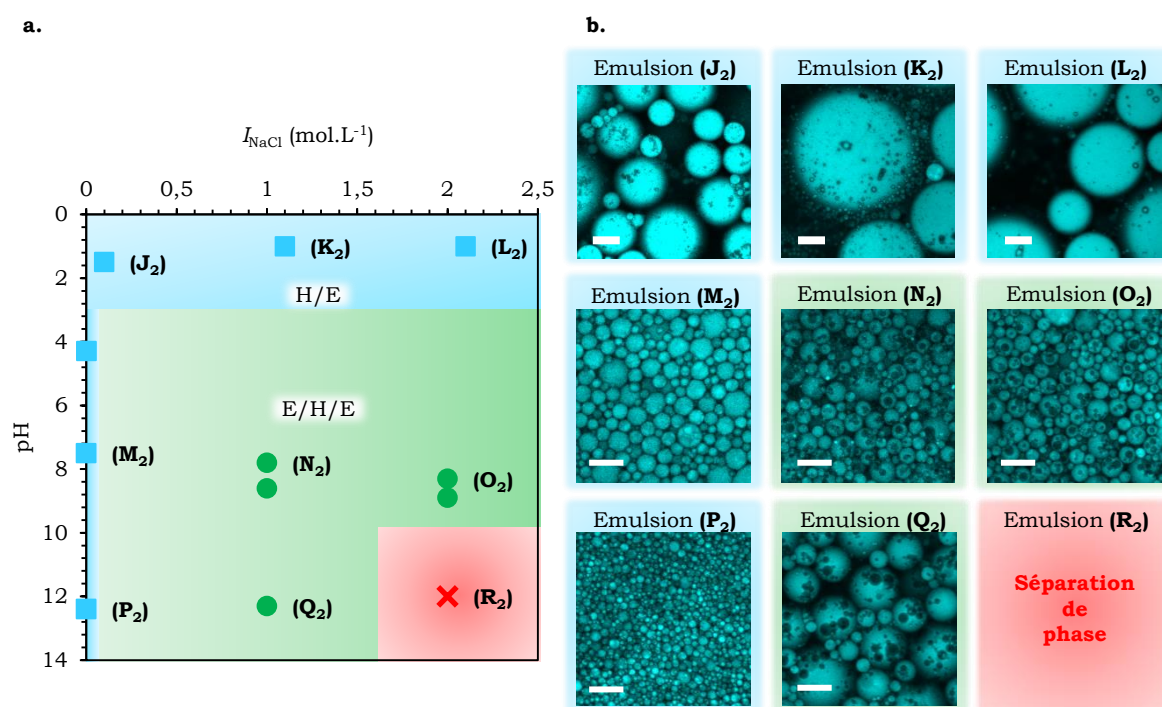 a.
I_NaCl (mol.L⁻¹)
0 0,5 1 1,5 2 2,5
0
2
4
6
8
10
12
14
pH
(J₂)
(K₂)
(L₂)
H/E
E/H/E
(M₂)
(N₂)
(O₂)
(P₂)
(Q₂)
(R₂)
b.
Emulsion (J₂)
Emulsion (K₂)
Emulsion (L₂)
Emulsion (M₂)
Emulsion (N₂)
Emulsion (O₂)
Emulsion (P₂)
Emulsion (Q₂)
Emulsion (R₂)
Séparation
de
phase